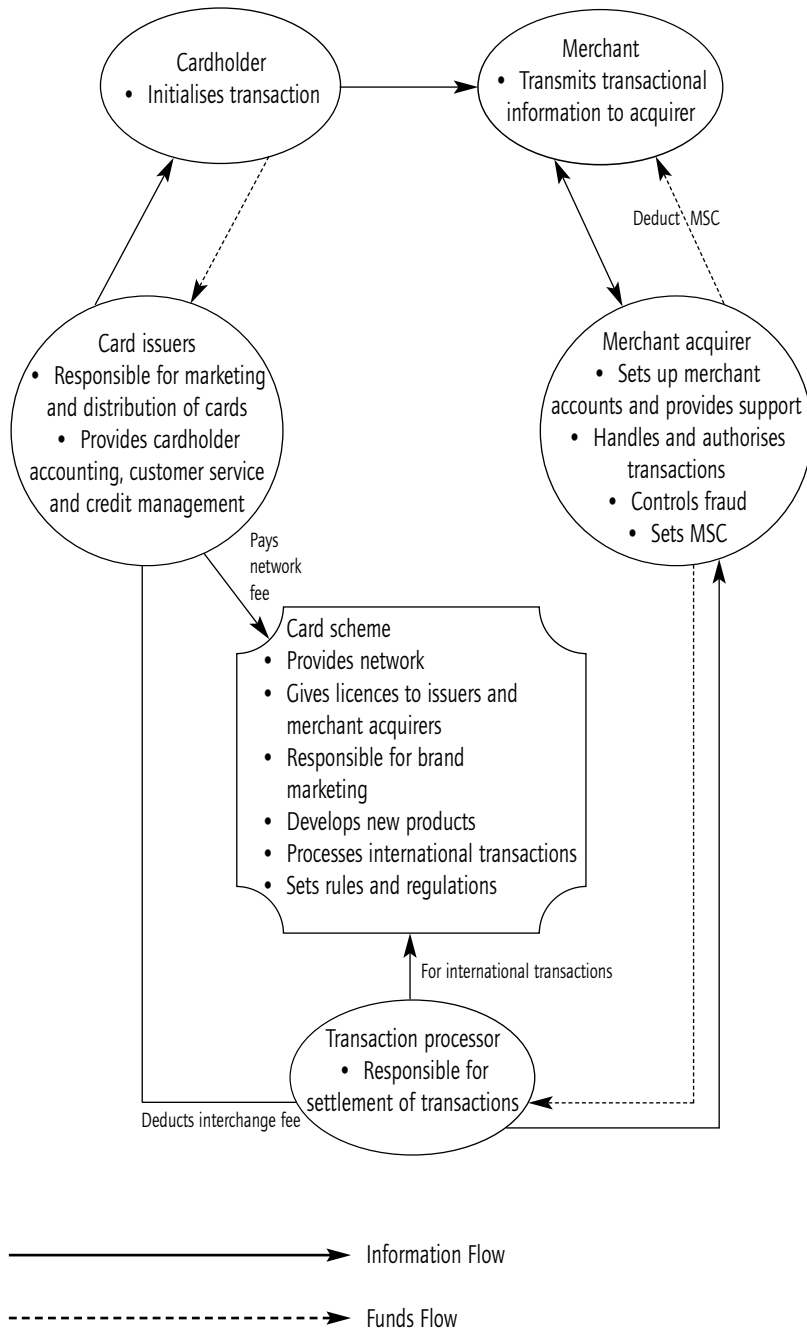 Cardholder
• Initialises transaction
Merchant
• Transmits transactional
information to acquirer
Deduct MSC
Card issuers
• Responsible for marketing
and distribution of cards
• Provides cardholder
accounting, customer service
and credit management
Merchant acquirer
• Sets up merchant
accounts and provides support
• Handles and authorises
transactions
• Controls fraud
• Sets MSC
Pays
network
fee
Card scheme
• Provides network
• Gives licences to issuers and
merchant acquirers
• Responsible for brand
marketing
• Develops new products
• Processes international transactions
• Sets rules and regulations
For international transactions
Transaction processor
• Responsible for
settlement of transactions
Deducts interchange fee
Information Flow
Funds Flow